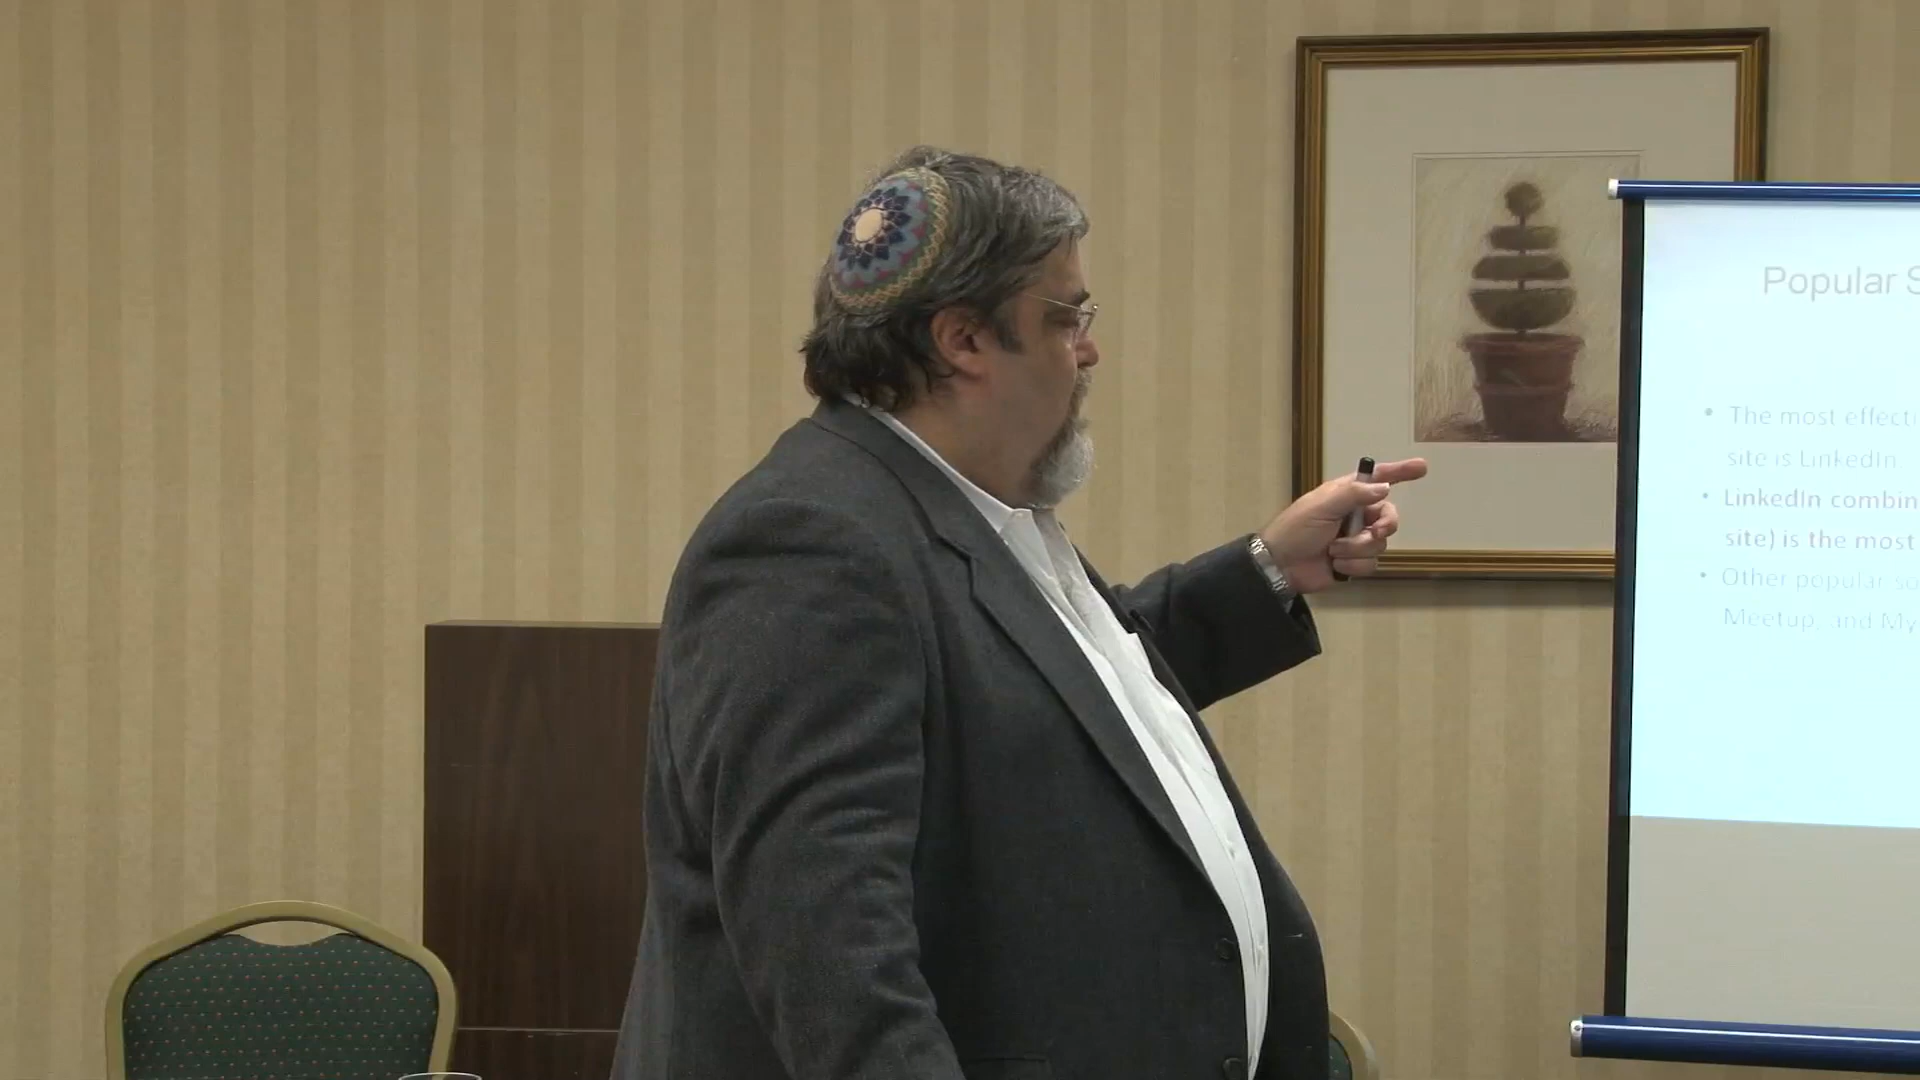 Popular S
• The most effecti
site is LinkedIn
• LinkedIn combin
site) is the most
• Other popular so
Meetup, and My